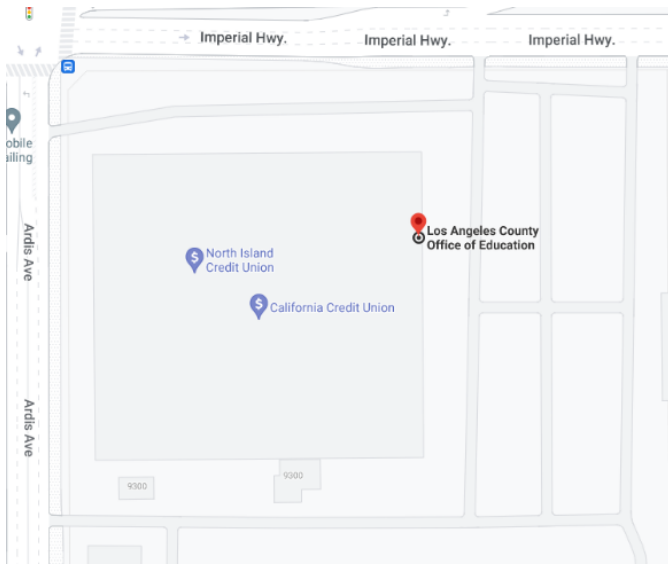 Imperial Hwy.
Imperial Hwy.
Imperial Hwy.
obile
ailing
Ardis Ave
Los Angeles County
Office of Education
North Island
Credit Union
California Credit Union
Ardis Ave
9300
9300